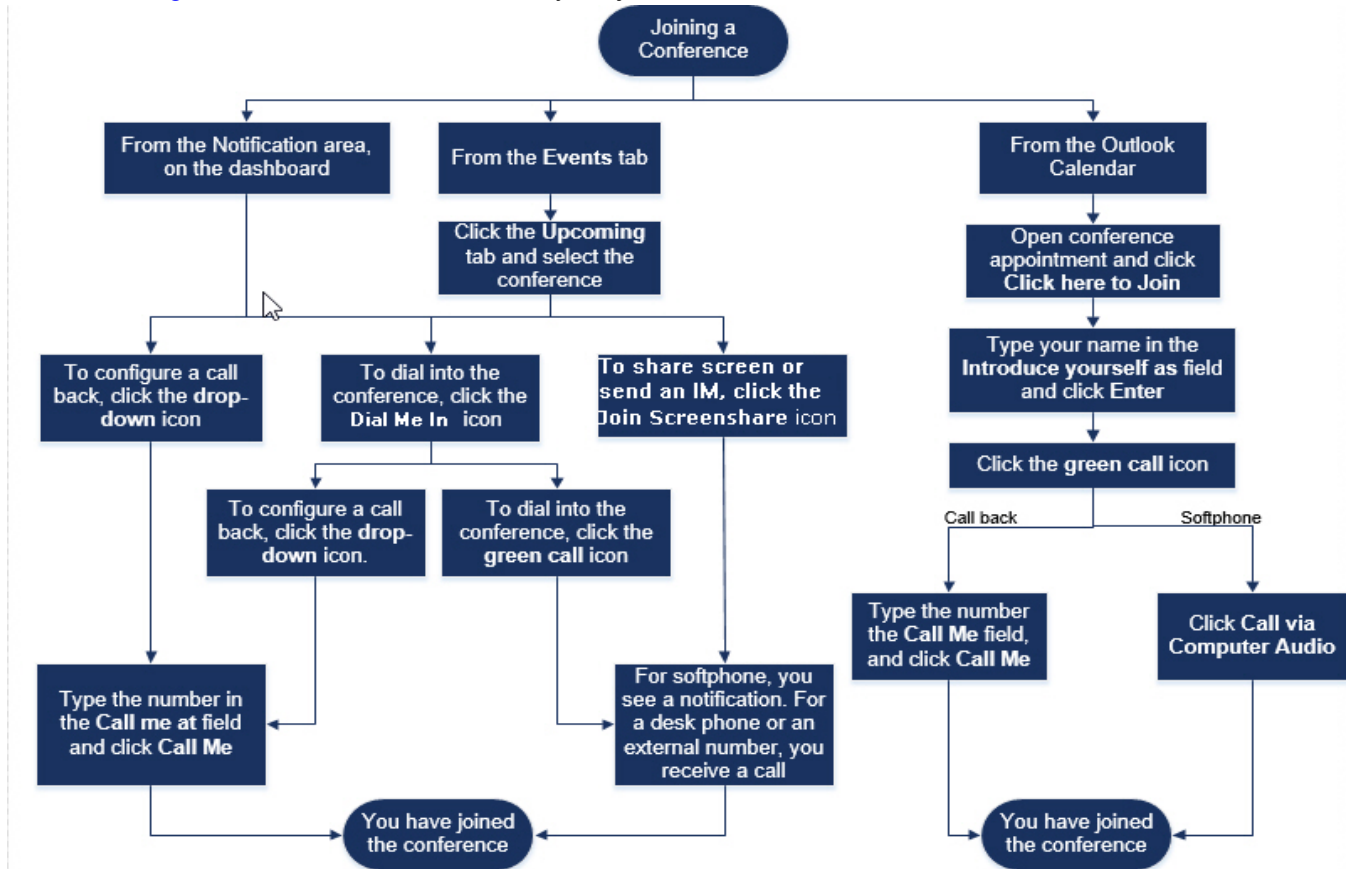 Joining a
Conference
From the Notification area,
on the dashboard
From the Events tab
From the Outlook
Calendar
Click the Upcoming
tab and select the
conference
Open conference
appointment and click
Click here to Join
To configure a call
back, click the drop-
down icon
To dial into the
conference, click the
Dial Me In icon
To share screen or
send an IM, click the
Join Screenshare icon
Type your name in the
Introduce yourself as field
and click Enter
Click the green call icon
To configure a call
back, click the drop-
down icon.
To dial into the
conference, click the
green call icon
Call back
Softphone
Type the number
the Call Me field,
and click Call Me
Click Call via
Computer Audio
Type the number in
the Call me at field
and click Call Me
For softphone, you
see a notification. For
a desk phone or an
external number, you
receive a call
You have joined
the conference
You have joined
the conference